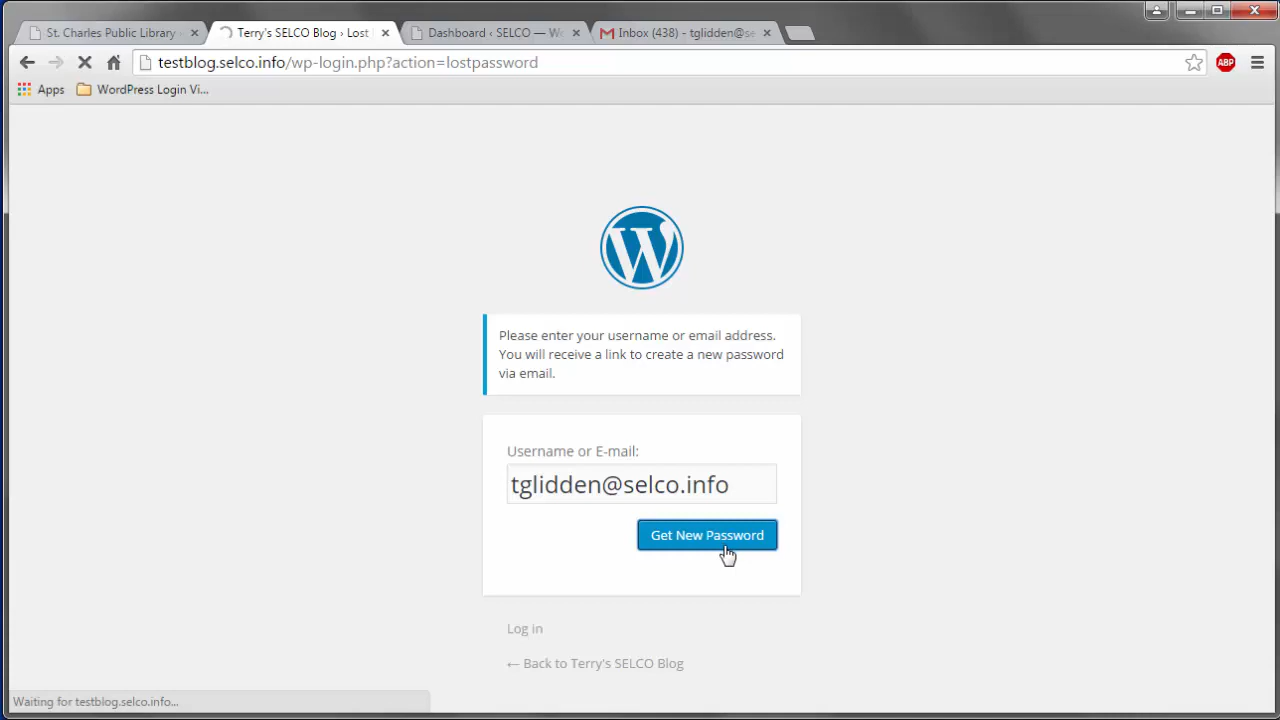 St. Charles Public Library
Terry's SELCO Blog › Lost
Dashboard ‹ SELCO — W
Inbox (438) - tglidden@se
testblog.selco.info/wp-login.php?action=lostpassword
ABP
Apps
WordPress Login Vi...
Please enter your username or email address.
You will receive a link to create a new password
via email.
Username or E-mail:
tglidden@selco.info
Get New Password
Log in
← Back to Terry's SELCO Blog
Waiting for testblog.selco.info...